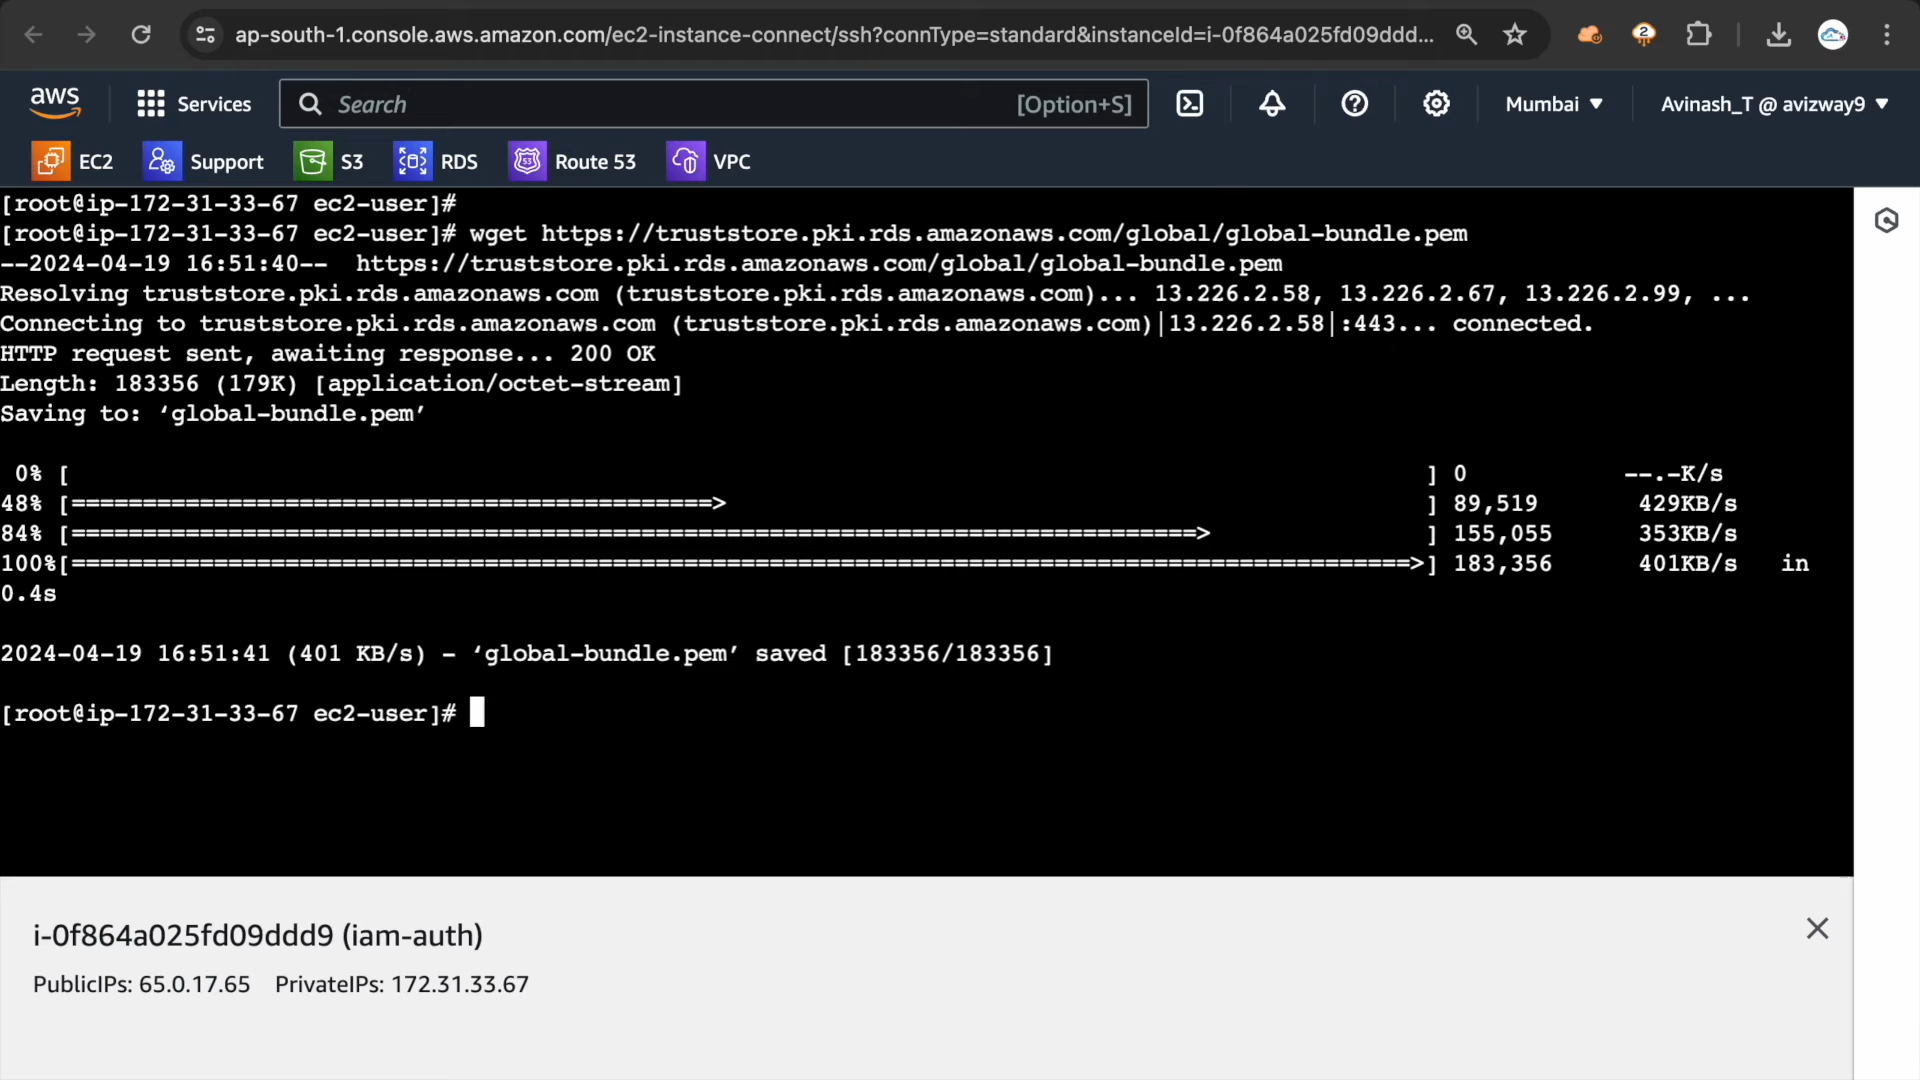 ap-south-1.console.aws.amazon.com/ec2-instance-connect/ssh?connType=standard&instanceId=i-0f864a025fd09ddd...
2
aws
Services
Search
[Option+S]
Mumbai
Avinash_T @ avizway9
EC2
Support
S3
RDS
53
Route 53
VPC
[root@ip-172-31-33-67 ec2-user]#
[root@ip-172-31-33-67 ec2-user]# wget https://truststore.pki.rds.amazonaws.com/global/global-bundle.pem
--2024-04-19 16:51:40--  https://truststore.pki.rds.amazonaws.com/global/global-bundle.pem
Resolving truststore.pki.rds.amazonaws.com (truststore.pki.rds.amazonaws.com)... 13.226.2.58, 13.226.2.67, 13.226.2.99, ...
Connecting to truststore.pki.rds.amazonaws.com (truststore.pki.rds.amazonaws.com)|13.226.2.58|:443... connected.
HTTP request sent, awaiting response... 200 OK
Length: 183356 (179K) [application/octet-stream]
Saving to: ‘global-bundle.pem’
0% [ ] 0 --.-K/s
48% [=============================================> ] 89,519 429KB/s
84% [===============================================================================> ] 155,055 353KB/s
100%[==============================================================================================>] 183,356 401KB/s in
0.4s
2024-04-19 16:51:41 (401 KB/s) - ‘global-bundle.pem’ saved [183356/183356]
[root@ip-172-31-33-67 ec2-user]#
i-0f864a025fd09ddd9 (iam-auth)
PublicIPs: 65.0.17.65 PrivateIPs: 172.31.33.67